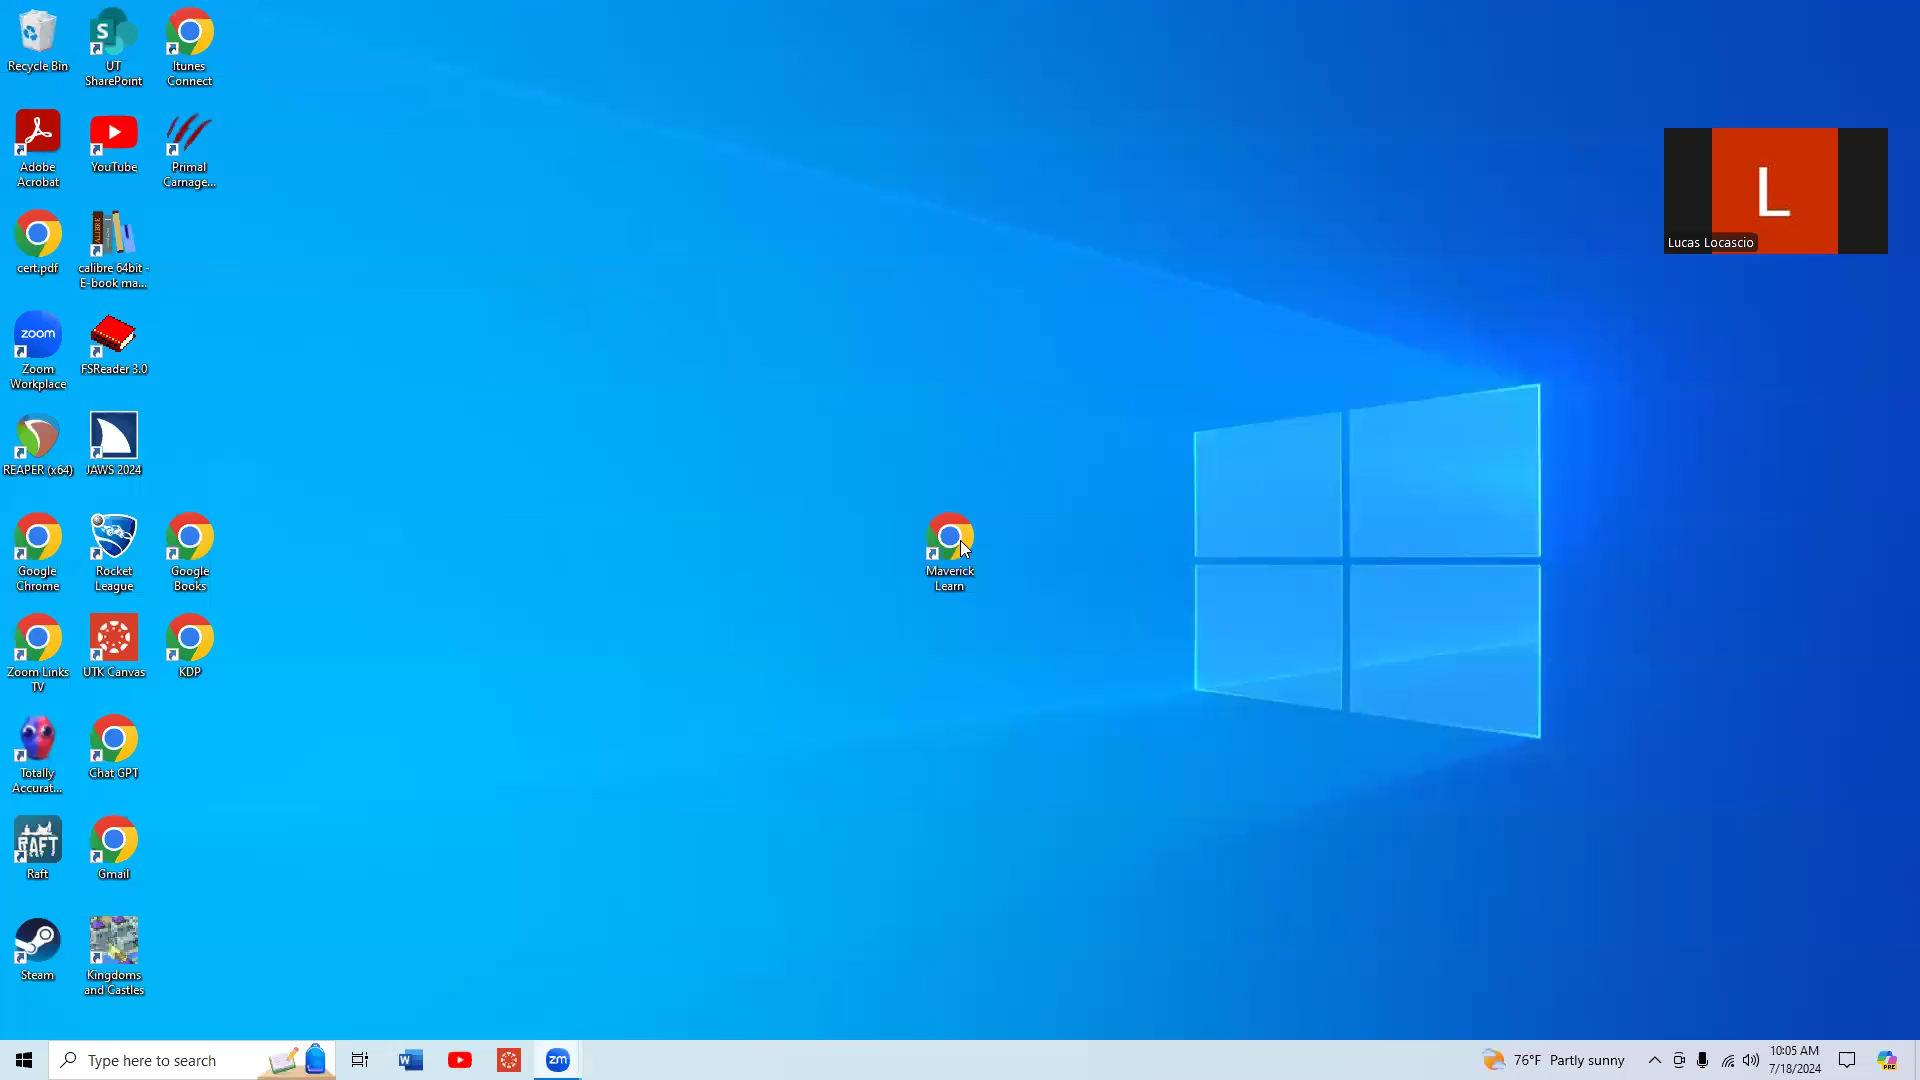 Recycle Bin
UT
SharePoint
Itunes
Connect
Adobe
Acrobat
YouTube
Primal
Carnage...
cert.pdf
CALIBRE
calibre 64bit -
E-book ma...
zoom
Zoom
Workplace
FSReader 3.0
REAPER (x64)
JAWS 2024
Google
Chrome
Rocket
League
Google
Books
Maverick
Learn
Zoom Links
TV
UTK Canvas
KDP
Totally
Accurat...
Chat GPT
RAFT
Raft
Gmail
Steam
Kingdoms
and Castles
S
L
Lucas Locascio
Type here to search
W
zm
76°F Partly sunny
10:05 AM
7/18/2024
PRE